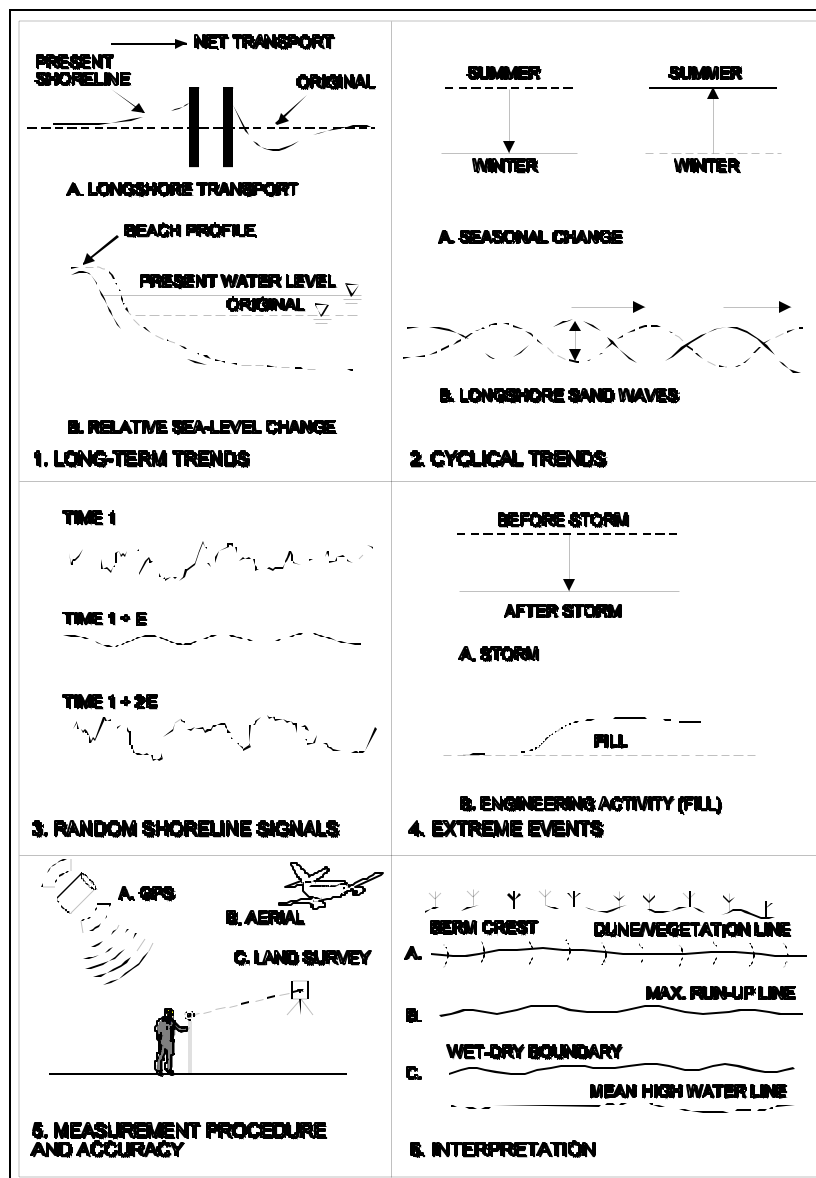 NET TRANSPORT
PRESENT
SHORELINE
ORIGINAL
A. LONGSHORE TRANSPORT
BEACH PROFILE
PRESENT WATER LEVEL
ORIGINAL
B. RELATIVE SEA-LEVEL CHANGE
1. LONG-TERM TRENDS
SUMMER
SUMMER
WINTER
WINTER
A. SEASONAL CHANGE
B. LONGSHORE SAND WAVES
2. CYCLICAL TRENDS
TIME 1
TIME 1 + E
TIME 1 + 2E
3. RANDOM SHORELINE SIGNALS
BEFORE STORM
AFTER STORM
A. STORM
FILL
B. ENGINEERING ACTIVITY (FILL)
4. EXTREME EVENTS
A. GPS
B. AERIAL
C. LAND SURVEY
5. MEASUREMENT PROCEDURE
AND ACCURACY
BERM CREST
DUNE/VEGETATION LINE
A.
MAX. RUN-UP LINE
B.
WET-DRY BOUNDARY
C.
MEAN HIGH WATER LINE
6. INTERPRETATION